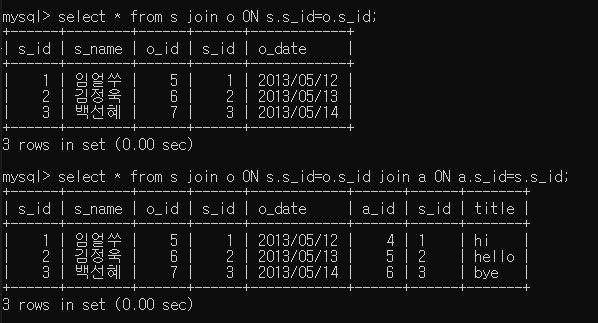 mysql> select * from s join o ON s.s_id=o.s_id;
+------+--------+------+------+------------+
| s_id | s_name | o_id | s_id | o_date     |
+------+--------+------+------+------------+
|    1 | 임얼쑤 |    5 |    1 | 2013/05/12 |
|    2 | 김정욱 |    6 |    2 | 2013/05/13 |
|    3 | 백선혜 |    7 |    3 | 2013/05/14 |
+------+--------+------+------+------------+
3 rows in set (0.00 sec)
mysql> select * from s join o ON s.s_id=o.s_id join a ON a.s_id=s.s_id;
+------+--------+------+------+------------+------+------+-------+
| s_id | s_name | o_id | s_id | o_date     | a_id | s_id | title |
+------+--------+------+------+------------+------+------+-------+
|    1 | 임얼쑤 |    5 |    1 | 2013/05/12 |    4 | 1    | hi    |
|    2 | 김정욱 |    6 |    2 | 2013/05/13 |    5 | 2    | hello |
|    3 | 백선혜 |    7 |    3 | 2013/05/14 |    6 | 3    | bye   |
+------+--------+------+------+------------+------+------+-------+
3 rows in set (0.00 sec)